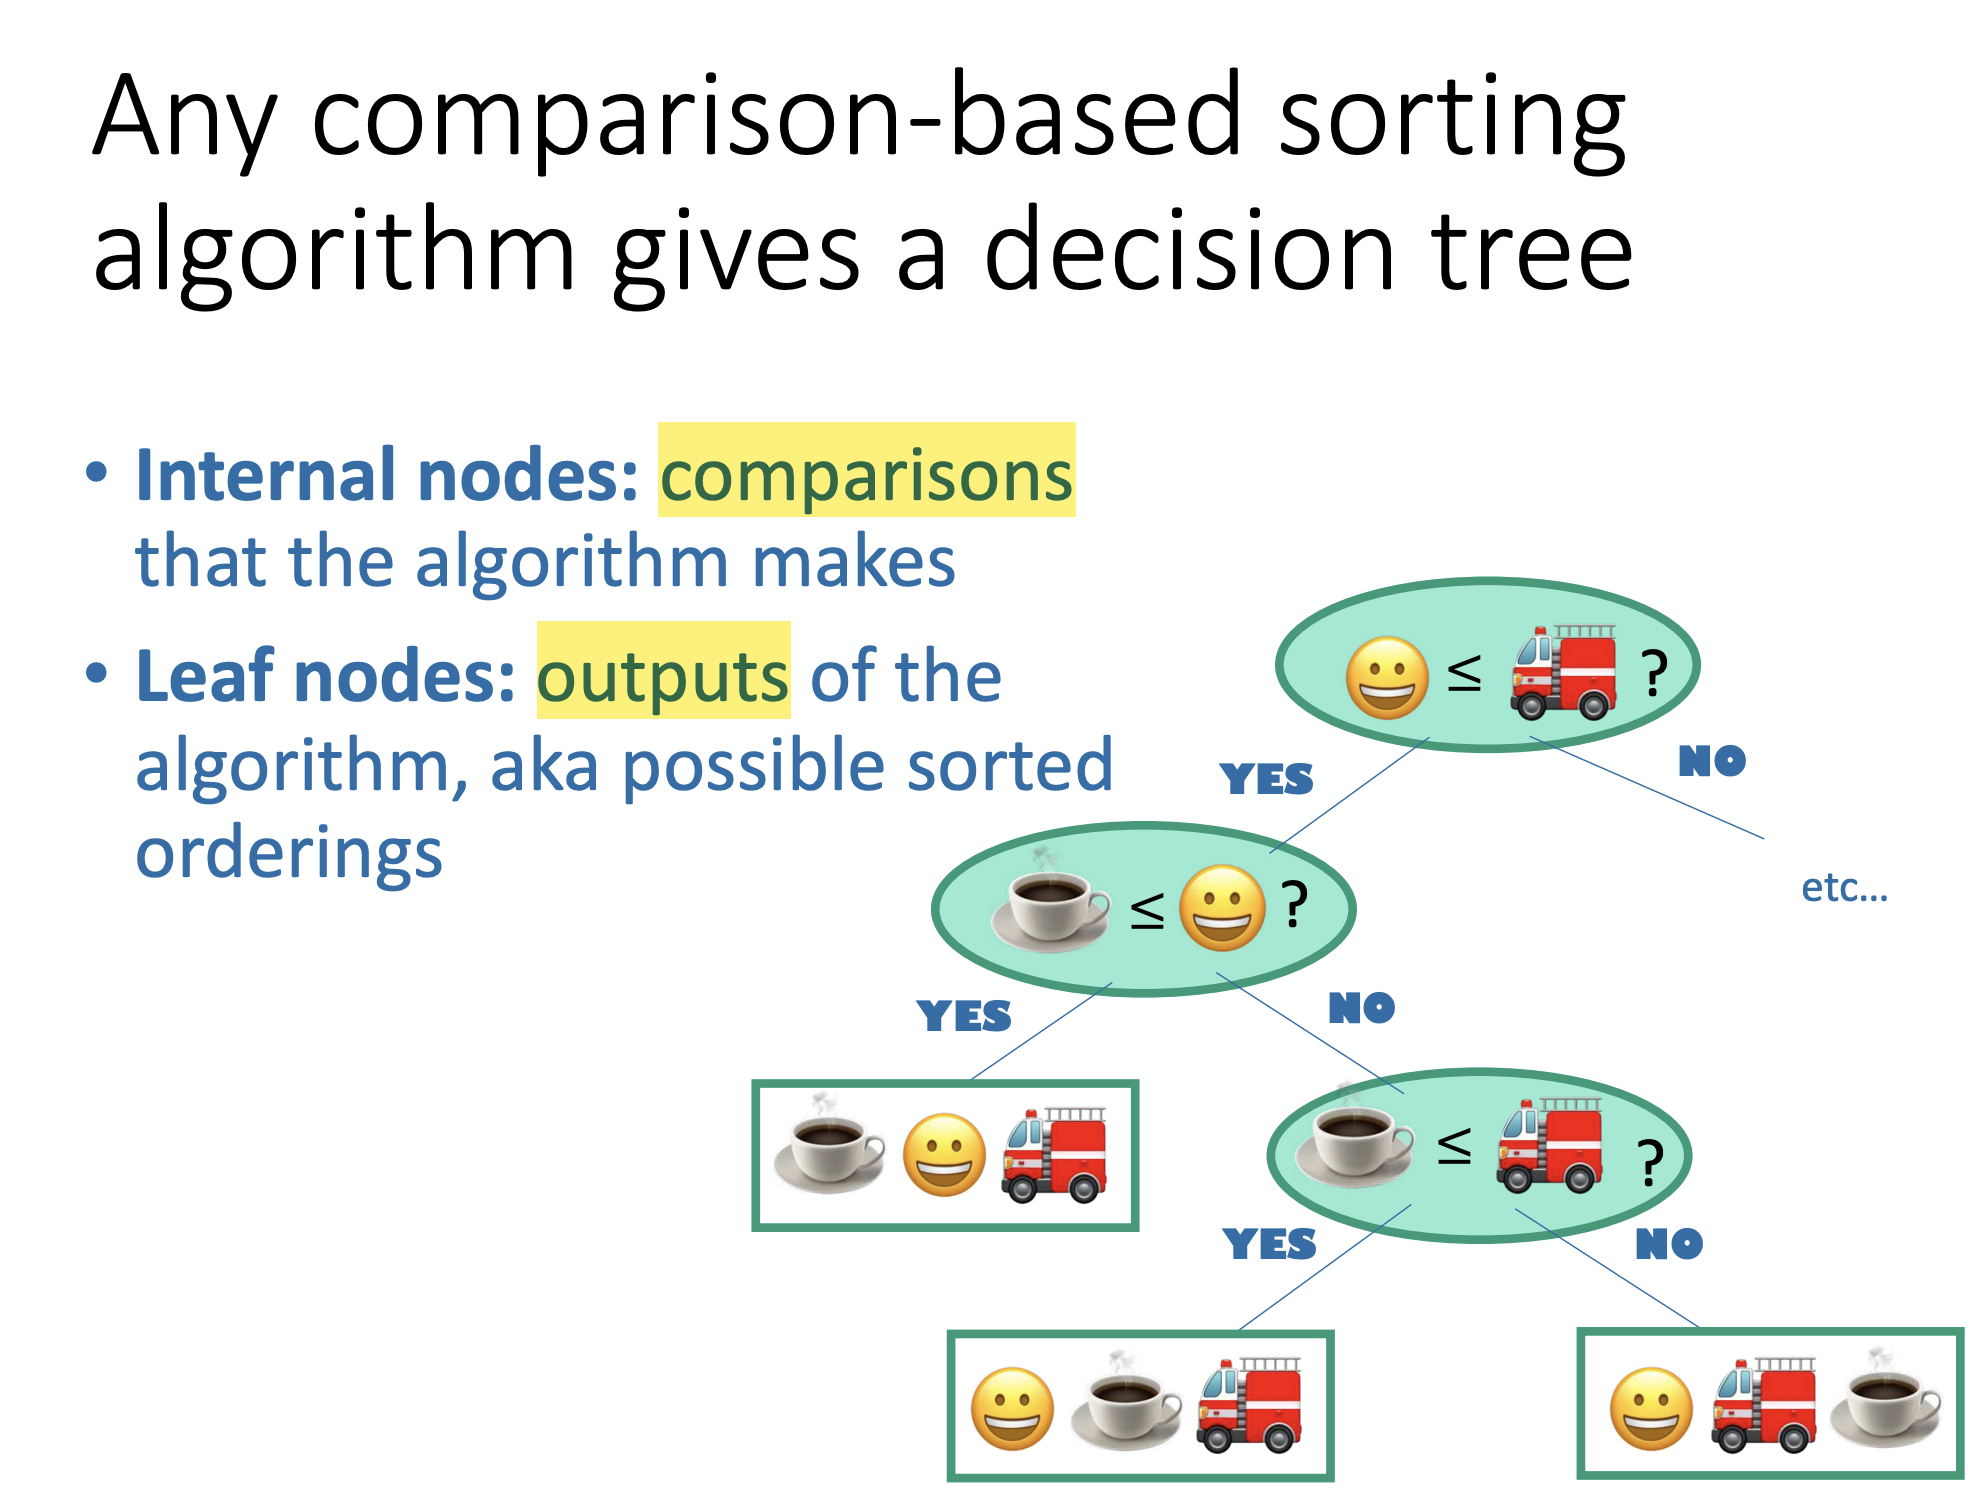 Any comparison-based sorting
algorithm gives a decision tree
• Internal nodes: comparisons
that the algorithm makes
• Leaf nodes: outputs of the
algorithm, aka possible sorted
orderings
≤ ?
YES
NO
≤ ?
etc...
YES
NO
≤ ?
YES
NO